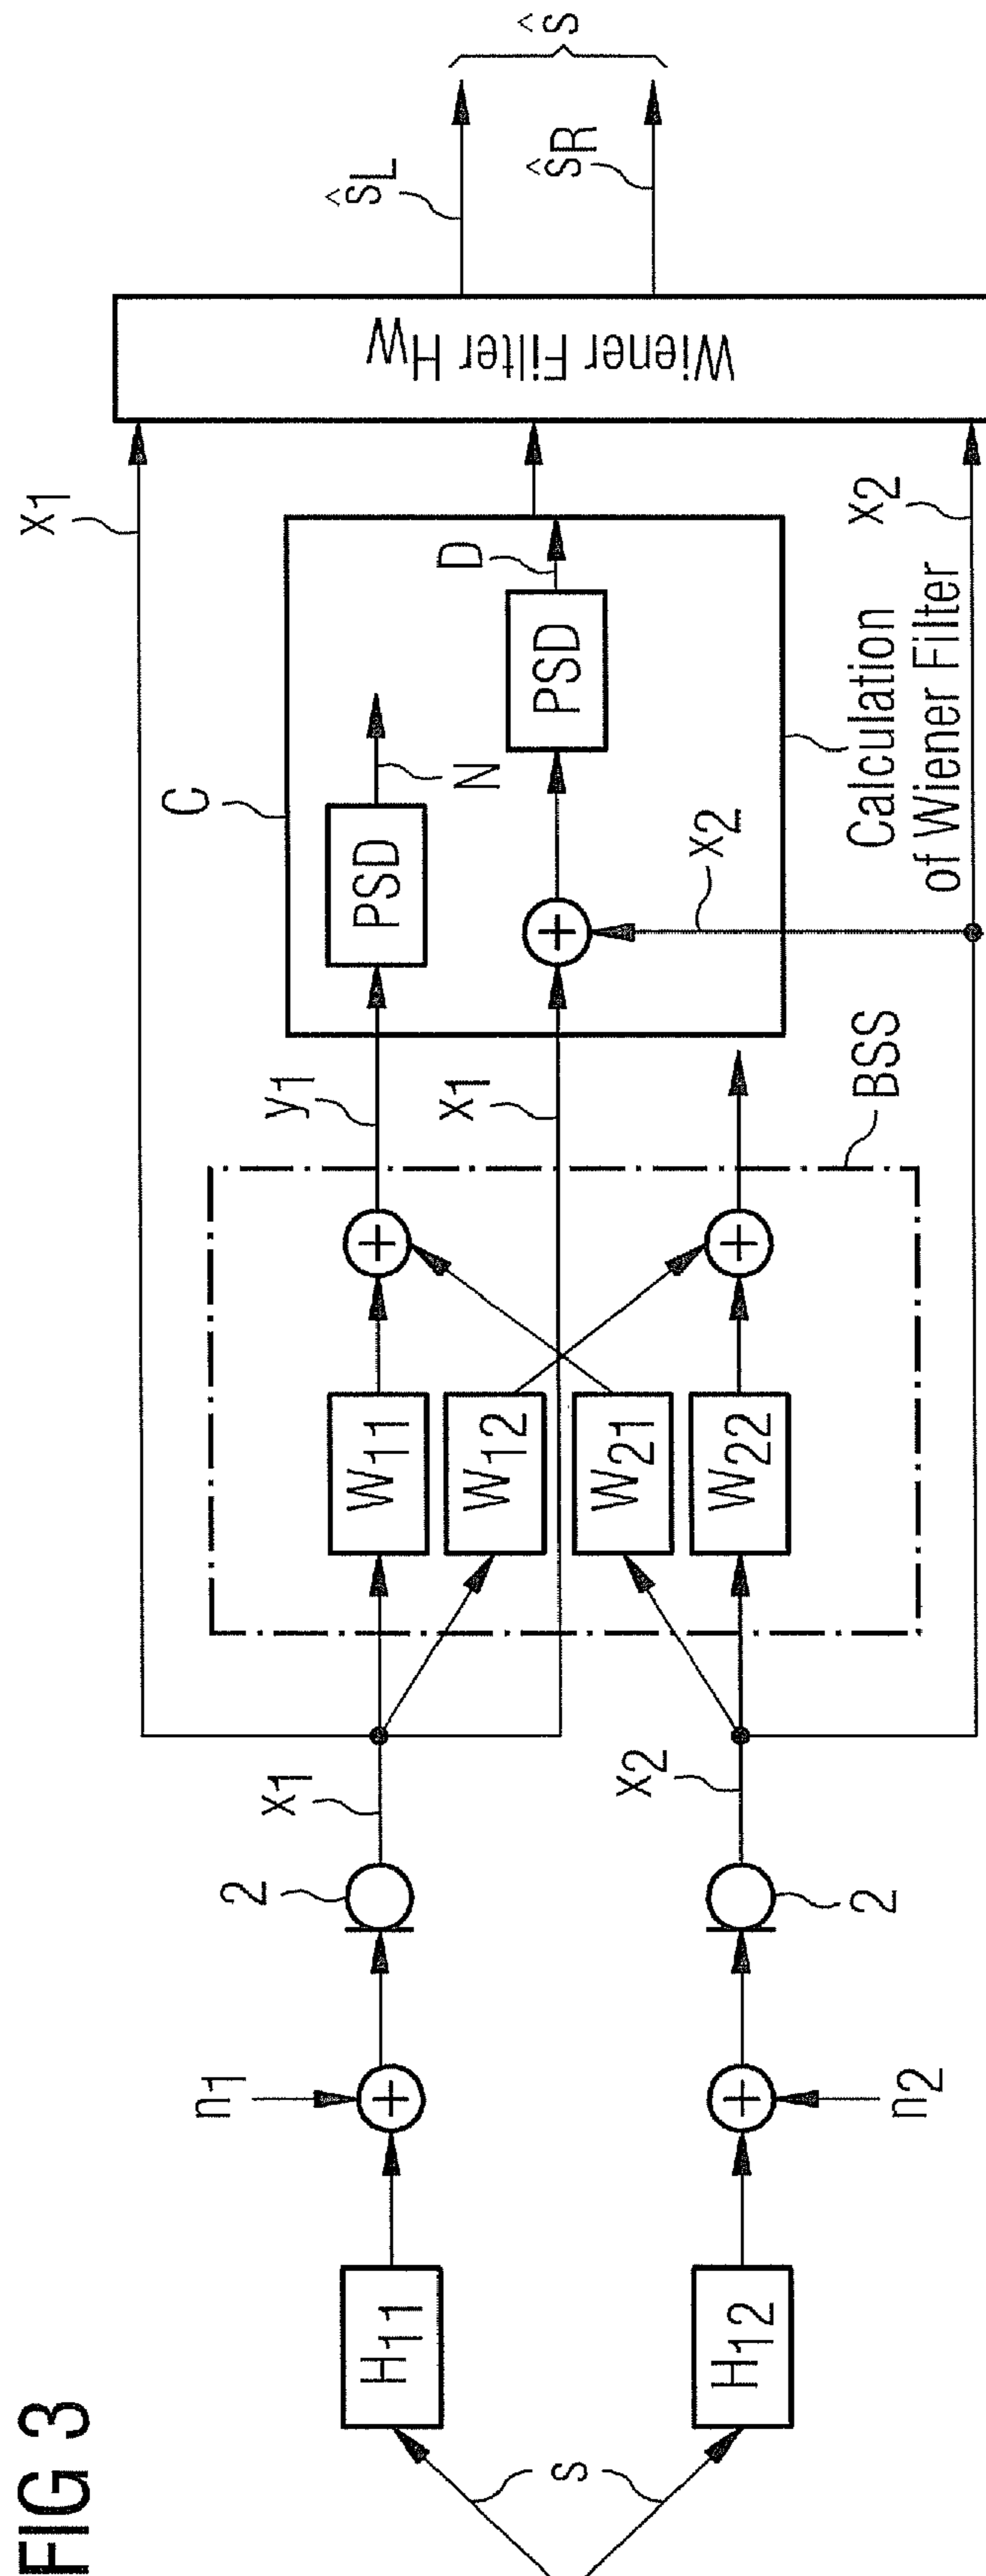 FIG 3
s
H11
H12
n1
n2
2
2
x1
x2
W11
W12
W21
W22
BSS
y1
x1
x1
C
PSD
N
PSD
D
x2
x2
Calculation
of Wiener Filter
Wiener Filter HW
ŝL
ŝR
ŝ